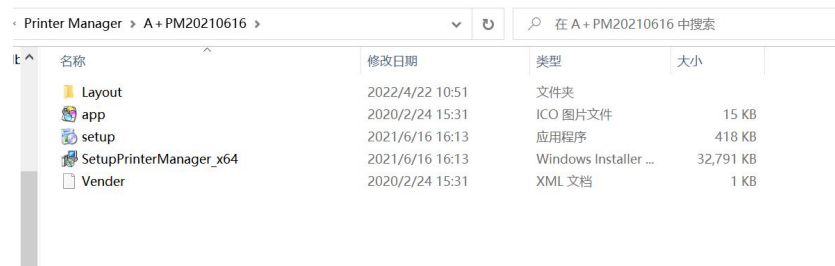 Printer Manager > A+PM20210616 > 在 A+PM20210616 中搜索
名称 修改日期 类型 大小
Layout 2022/4/22 10:51 文件夹
app 2020/2/24 15:31 ICO 图片文件 15 KB
setup 2021/6/16 16:13 应用程序 418 KB
SetupPrinterManager_x64 2021/6/16 16:13 Windows Installer ... 32,791 KB
Vender 2020/2/24 15:31 XML 文档 1 KB